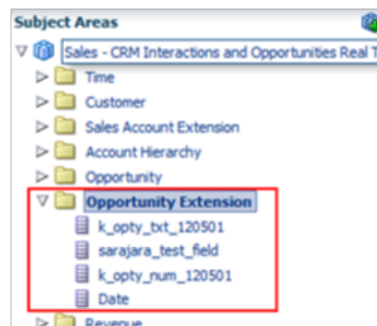 Subject Areas
Sales - CRM Interactions and Opportunities Real T
Time
Customer
Sales Account Extension
Account Hierarchy
Opportunity
Opportunity Extension
k_opty_txt_120501
sarajara_test_field
k_opty_num_120501
Date
Revenue